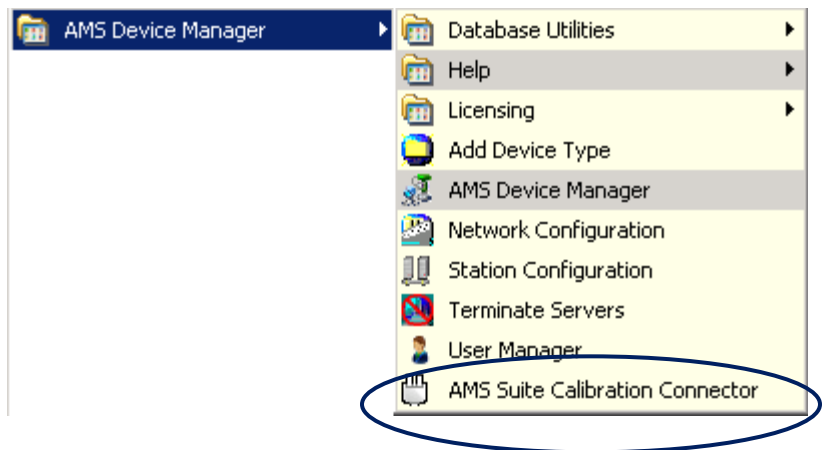 AMS Device Manager
Database Utilities
Help
Licensing
Add Device Type
AMS Device Manager
Network Configuration
Station Configuration
Terminate Servers
User Manager
AMS Suite Calibration Connector